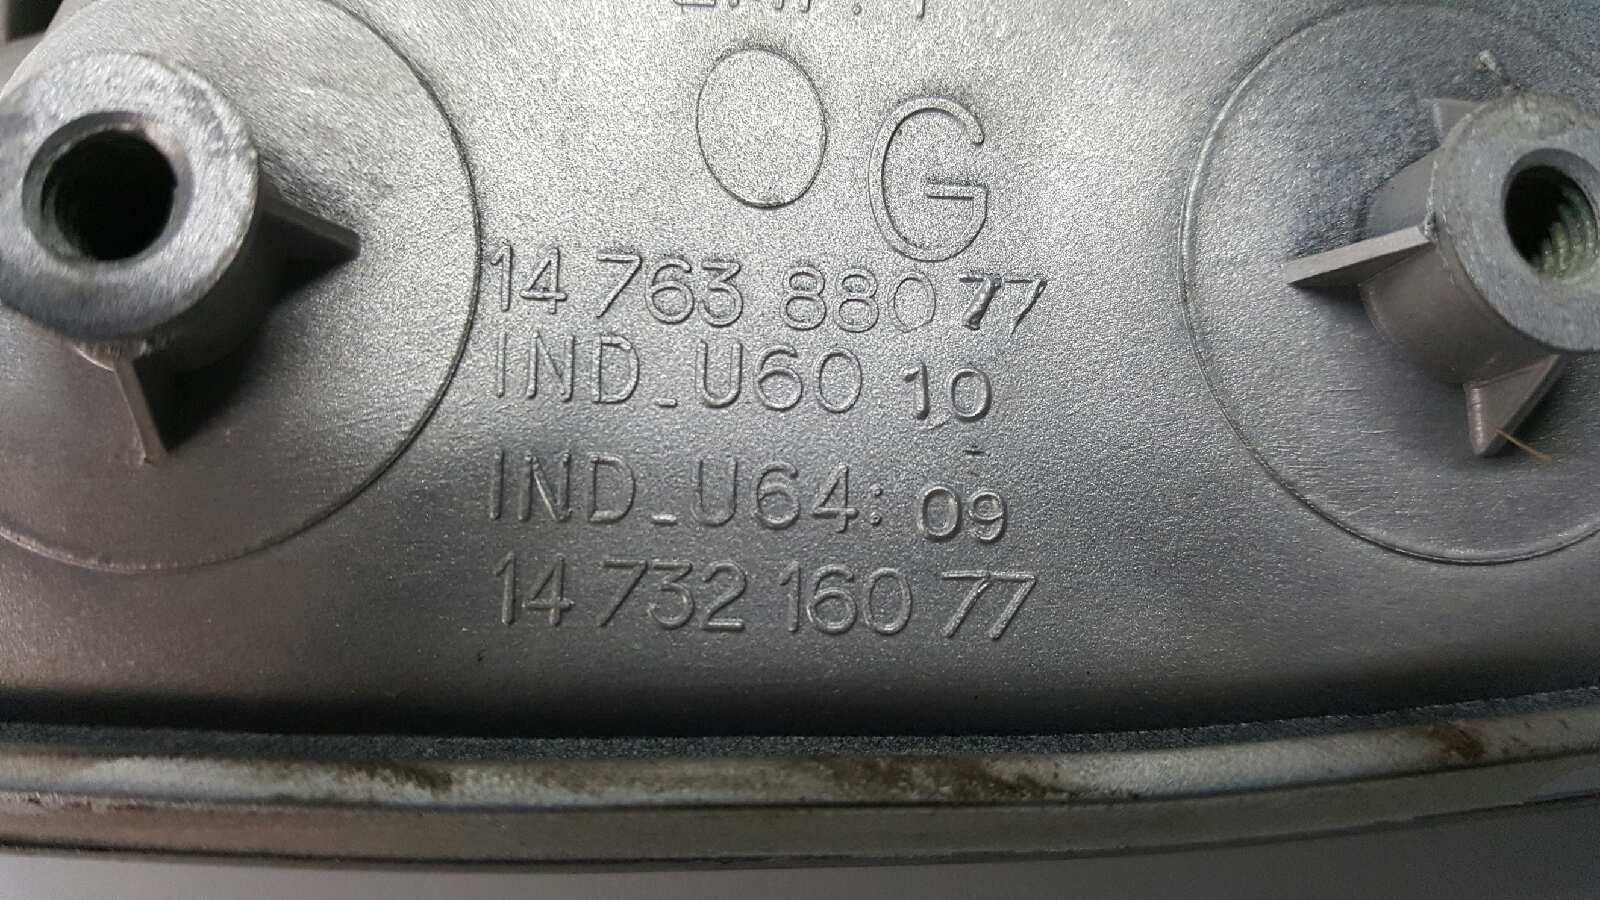 G
14 763 880 77
IND_U60 10
IND_U64: 09
14 732 160 77